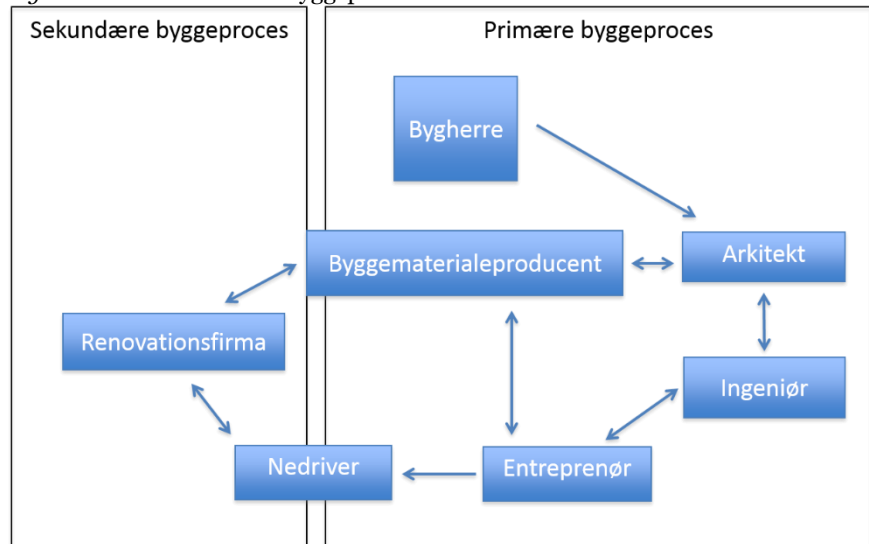 Sekundære byggeproces
Primære byggeproces
Bygherre
Byggematerialeproducent
Arkitekt
Renovationsfirma
Ingeniør
Nedriver
Entreprenør